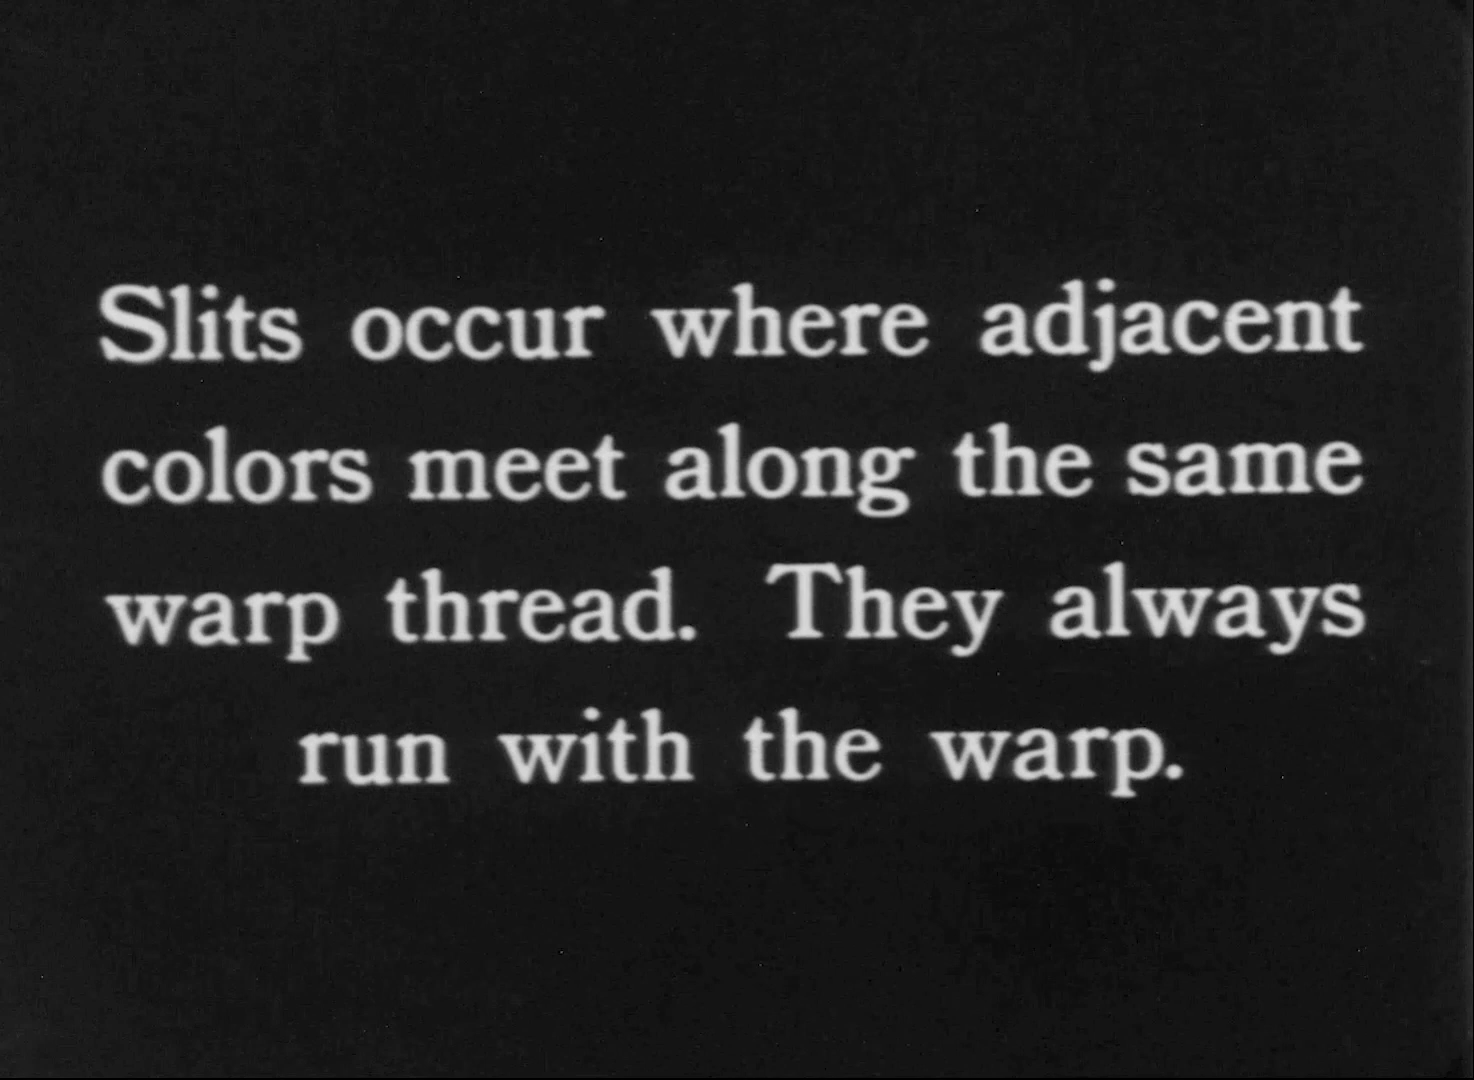 Slits occur where adjacent
colors meet along the same
warp thread. They always
run with the warp.